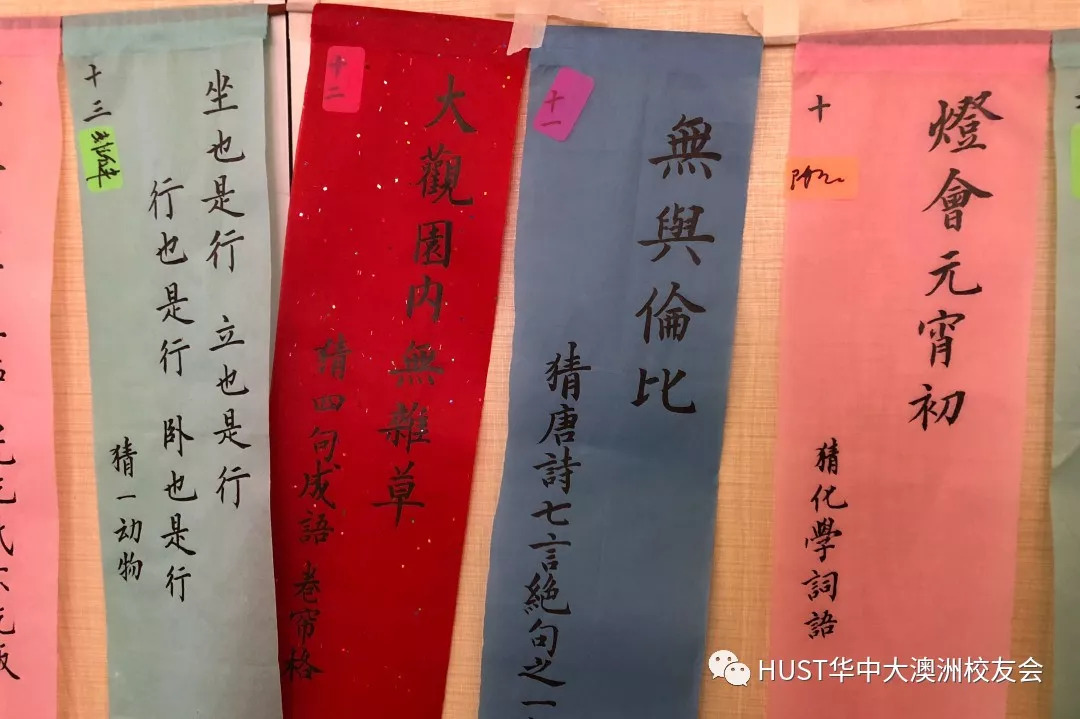 十
燈會元宵初
猜化學詞語
十一
無與倫比
猜唐詩七言絶句之一
十二
大觀園内無雜草
猜四句成語 卷帘格
十三
坐也是行 立也是行
行也是行 卧也是行
猜一动物
HUST华中大澳洲校友会